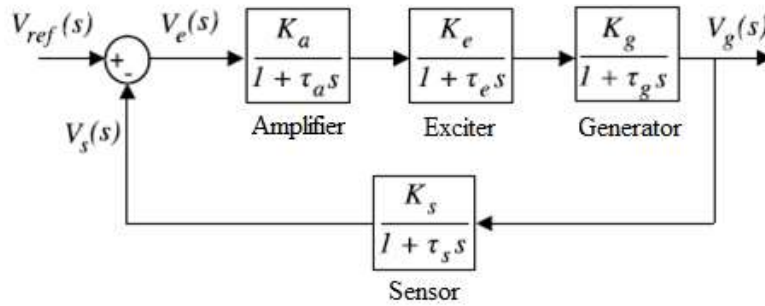 V_ref(s) + - V_e(s) K_a / 1 + τ_a s K_e / 1 + τ_e s K_g / 1 + τ_g s V_g(s)
Amplifier Exciter Generator
V_s(s)
K_s / 1 + τ_s s
Sensor